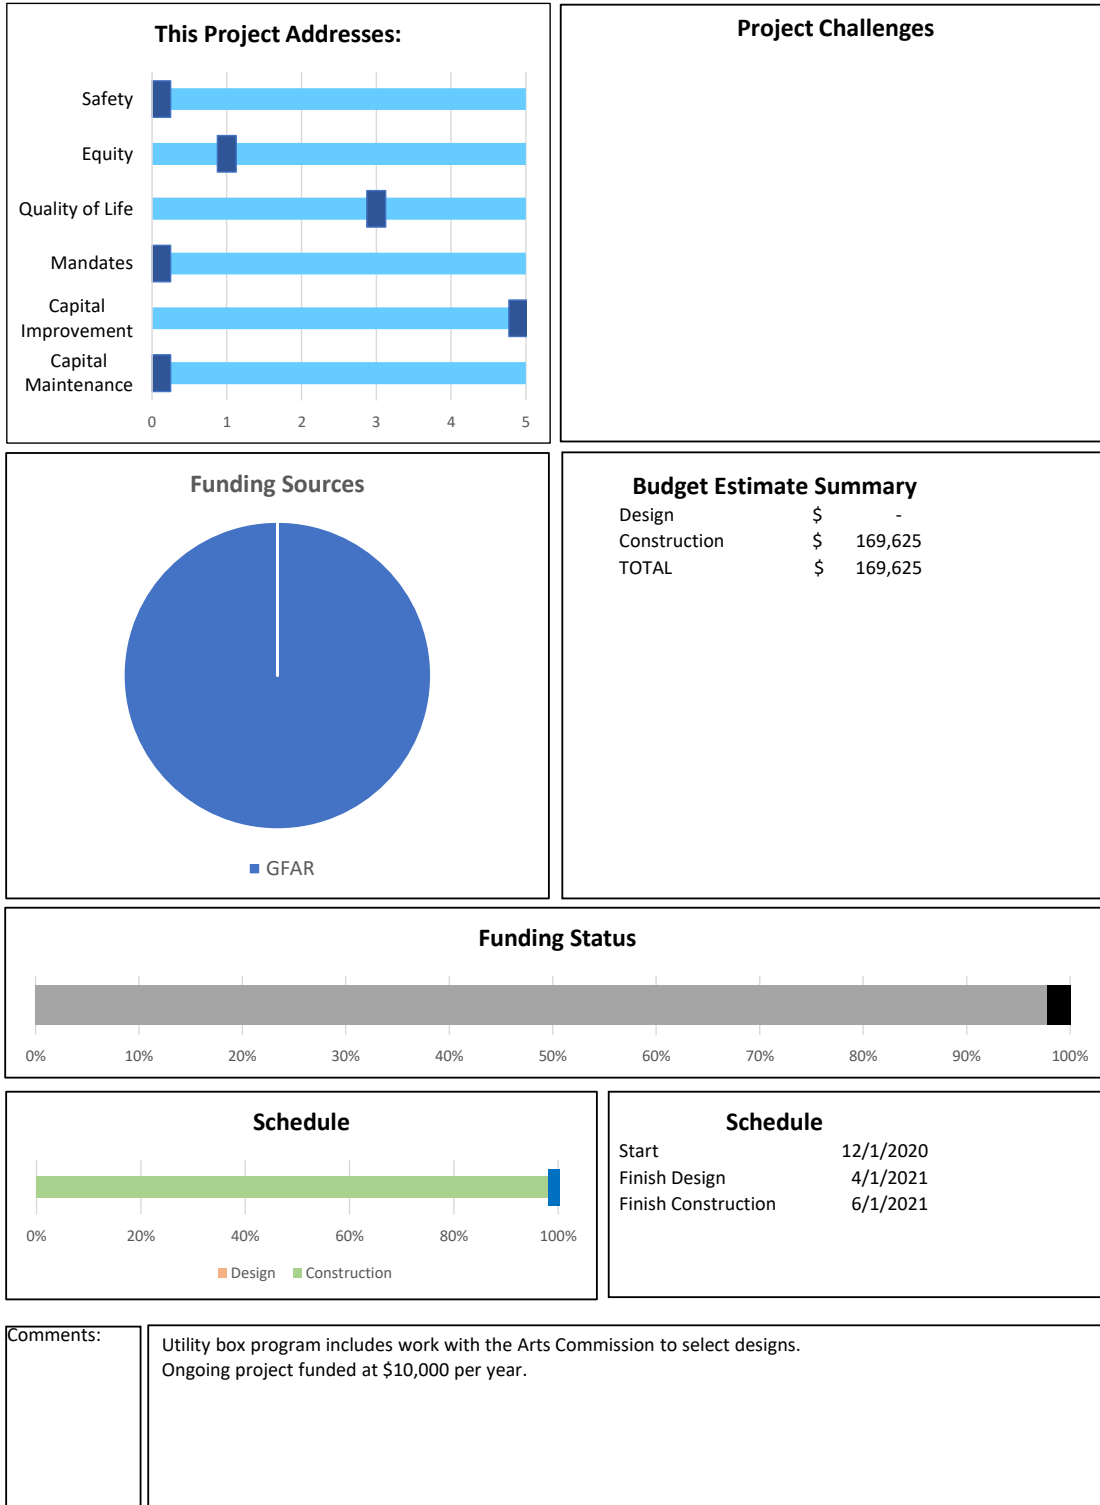 This Project Addresses:
Safety
Equity
Quality of Life
Mandates
Capital
Improvement
Capital
Maintenance
0 1 2 3 4 5
Project Challenges
Funding Sources
GFAR
Budget Estimate Summary
Design $ -
Construction $ 169,625
TOTAL $ 169,625
Funding Status
0% 10% 20% 30% 40% 50% 60% 70% 80% 90% 100%
Schedule
0% 20% 40% 60% 80% 100%
Design Construction
Schedule
Start 12/1/2020
Finish Design 4/1/2021
Finish Construction 6/1/2021
Comments:
Utility box program includes work with the Arts Commission to select designs.
Ongoing project funded at $10,000 per year.